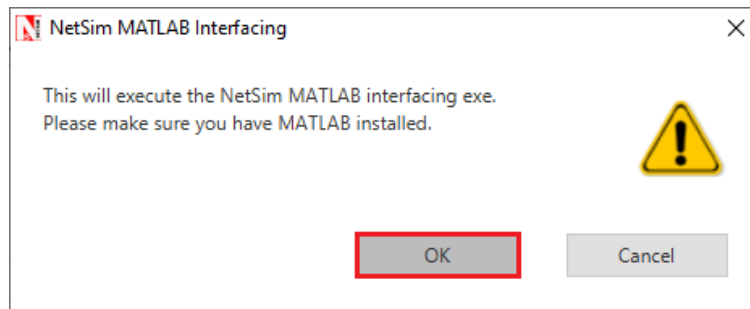 NetSim MATLAB Interfacing
This will execute the NetSim MATLAB interfacing exe.
Please make sure you have MATLAB installed.
OK
Cancel